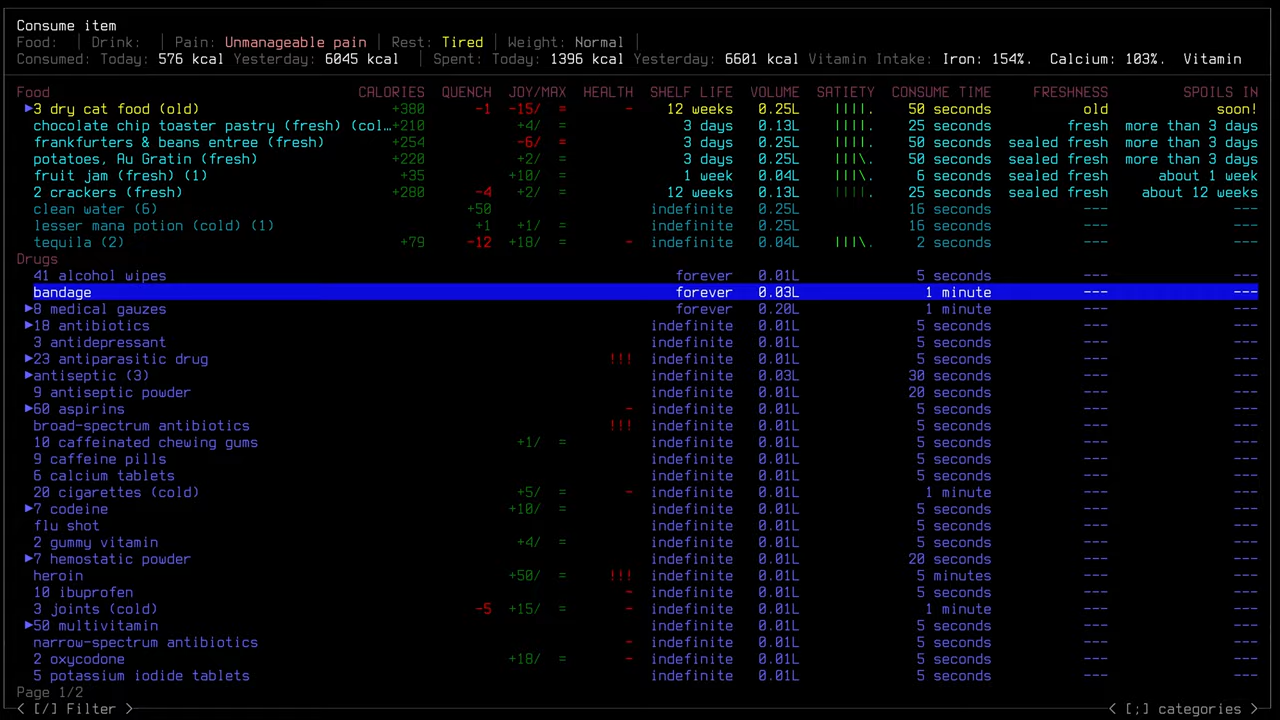 Consume item
Food: | Drink: | Pain: Unmanageable pain | Rest: Tired | Weight: Normal |
Consumed: Today: 576 kcal Yesterday: 6045 kcal | Spent: Today: 1396 kcal Yesterday: 6601 kcal Vitamin Intake: Iron: 154%. Calcium: 103%. Vitamin
Food CALORIES QUENCH JOY/MAX HEALTH SHELF LIFE VOLUME SATIETY CONSUME TIME FRESHNESS SPOILS IN
▶3 dry cat food (old) +380 -1 -15/ = - 12 weeks 0.25L ||||. 50 seconds old soon!
chocolate chip toaster pastry (fresh) (col…+210 +4/ = 3 days 0.13L ||||. 25 seconds fresh more than 3 days
frankfurters & beans entree (fresh) +254 -6/ = 3 days 0.25L ||||. 50 seconds sealed fresh more than 3 days
potatoes, Au Gratin (fresh) +220 +2/ = 3 days 0.25L |||\. 50 seconds sealed fresh more than 3 days
fruit jam (fresh) (1) +35 +10/ = 1 week 0.04L |||\. 6 seconds sealed fresh about 1 week
2 crackers (fresh) +280 -4 +2/ = 12 weeks 0.13L ||||. 25 seconds sealed fresh about 12 weeks
clean water (6) +50 indefinite 0.25L 16 seconds --- ---
lesser mana potion (cold) (1) +1 +1/ = indefinite 0.25L 16 seconds --- ---
tequila (2) +79 -12 +18/ = - indefinite 0.04L |||\. 2 seconds --- ---
Drugs
41 alcohol wipes forever 0.01L 5 seconds --- ---
bandage forever 0.03L 1 minute --- ---
▶8 medical gauzes forever 0.20L 1 minute --- ---
▶18 antibiotics indefinite 0.01L 5 seconds --- ---
3 antidepressant indefinite 0.01L 5 seconds --- ---
▶23 antiparasitic drug !!! indefinite 0.01L 5 seconds --- ---
▶antiseptic (3) indefinite 0.03L 30 seconds --- ---
9 antiseptic powder indefinite 0.01L 20 seconds --- ---
▶60 aspirins - indefinite 0.01L 5 seconds --- ---
broad-spectrum antibiotics !!! indefinite 0.01L 5 seconds --- ---
10 caffeinated chewing gums +1/ = indefinite 0.01L 5 seconds --- ---
9 caffeine pills indefinite 0.01L 5 seconds --- ---
6 calcium tablets indefinite 0.01L 5 seconds --- ---
20 cigarettes (cold) +5/ = - indefinite 0.01L 1 minute --- ---
▶7 codeine +10/ = indefinite 0.01L 5 seconds --- ---
flu shot indefinite 0.01L 5 seconds --- ---
2 gummy vitamin +4/ = indefinite 0.01L 5 seconds --- ---
▶7 hemostatic powder indefinite 0.01L 20 seconds --- ---
heroin +50/ = !!! indefinite 0.01L 5 minutes --- ---
10 ibuprofen ~ indefinite 0.01L 5 seconds --- ---
3 joints (cold) -5 +15/ = - indefinite 0.01L 1 minute --- ---
▶50 multivitamin indefinite 0.01L 5 seconds --- ---
narrow-spectrum antibiotics - indefinite 0.01L 5 seconds --- ---
2 oxycodone +18/ = - indefinite 0.01L 5 seconds --- ---
5 potassium iodide tablets indefinite 0.01L 5 seconds --- ---
Page 1/2
< [/] Filter > < [;] categories >